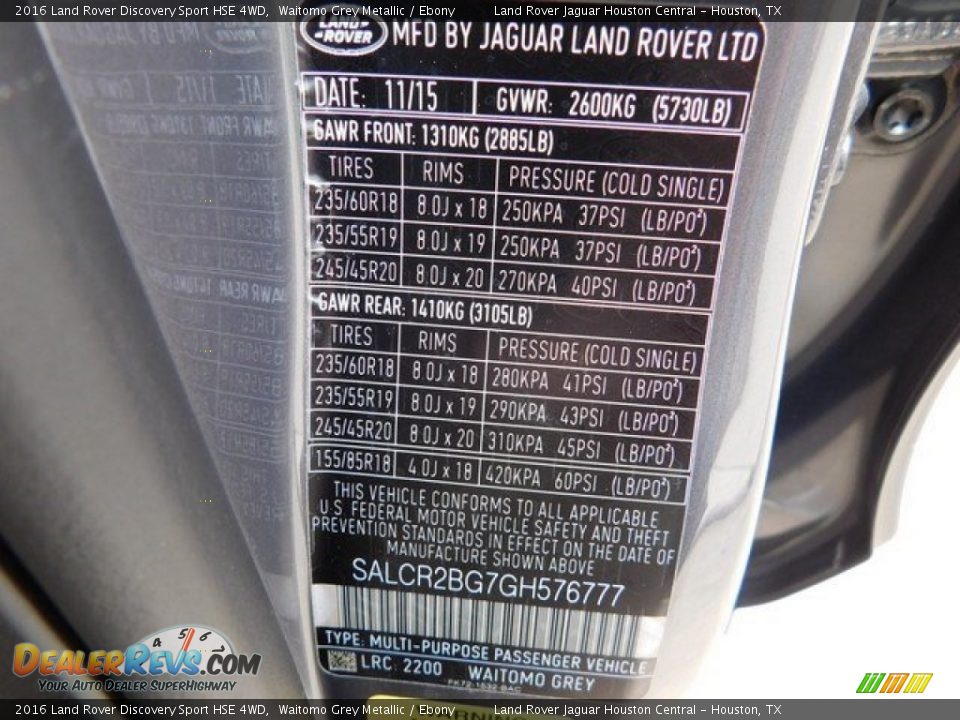 2016 Land Rover Discovery Sport HSE 4WD, Waitomo Grey Metallic / Ebony Land Rover Jaguar Houston Central - Houston, TX
LAND-ROVER MFD BY JAGUAR LAND ROVER LTD
DATE: 11/15 GVWR: 2600KG (5730LB)
GAWR FRONT: 1310KG (2885LB)
TIRES RIMS PRESSURE (COLD SINGLE)
235/60R18 8.0J x 18 250KPA 37PSI (LB/PO²)
235/55R19 8.0J x 19 250KPA 37PSI (LB/PO²)
245/45R20 8.0J x 20 270KPA 40PSI (LB/PO²)
GAWR REAR: 1410KG (3105LB)
TIRES RIMS PRESSURE (COLD SINGLE)
235/60R18 8.0J x 18 280KPA 41PSI (LB/PO²)
235/55R19 8.0J x 19 290KPA 43PSI (LB/PO²)
245/45R20 8.0J x 20 310KPA 45PSI (LB/PO²)
155/85R18 4.0J x 18 420KPA 60PSI (LB/PO²)
THIS VEHICLE CONFORMS TO ALL APPLICABLE
U.S. FEDERAL MOTOR VEHICLE SAFETY AND THEFT
PREVENTION STANDARDS IN EFFECT ON THE DATE OF
MANUFACTURE SHOWN ABOVE
SALCR2BG7GH576777
TYPE: MULTI-PURPOSE PASSENGER VEHICLE
LRC: 2200 WAITOMO GREY
WARNING
4 5 6
DEALERREVS.COM
Your Auto Dealer SuperHighway
2016 Land Rover Discovery Sport HSE 4WD, Waitomo Grey Metallic / Ebony Land Rover Jaguar Houston Central - Houston, TX